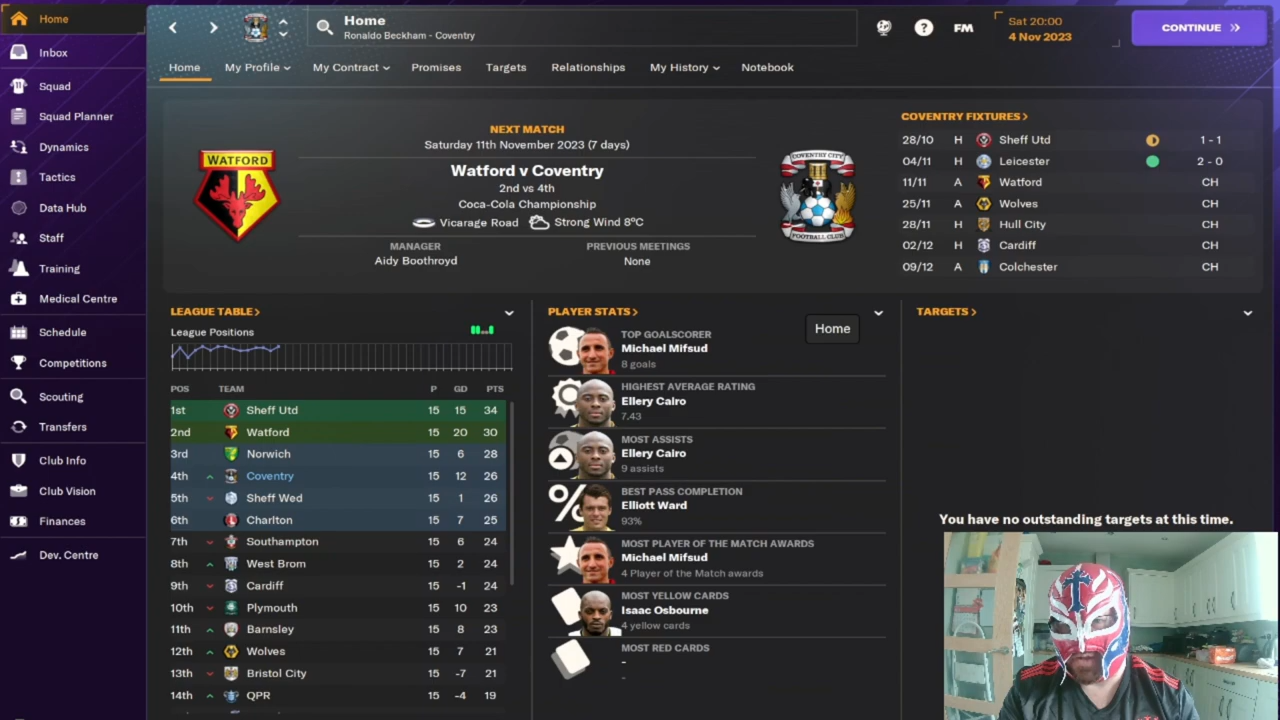 Home
Inbox
Squad
Squad Planner
Dynamics
Tactics
Data Hub
Staff
Training
Medical Centre
Schedule
Competitions
Scouting
Transfers
Club Info
Club Vision
Finances
Dev. Centre
Home
Ronaldo Beckham - Coventry
?
FM
Sat 20:00
4 Nov 2023
CONTINUE
Home
My Profile
My Contract
Promises
Targets
Relationships
My History
Notebook
NEXT MATCH
Saturday 11th November 2023 (7 days)
WATFORD
Watford v Coventry
2nd vs 4th
Coca-Cola Championship
Vicarage Road Strong Wind 8ºC
MANAGER
Aidy Boothroyd
PREVIOUS MEETINGS
None
COVENTRY CITY
FOOTBALL CLUB
COVENTRY FIXTURES >
28/10 H Sheff Utd 1 - 1
04/11 H Leicester 2 - 0
11/11 A Watford CH
25/11 A Wolves CH
28/11 H Hull City CH
02/12 H Cardiff CH
09/12 A Colchester CH
LEAGUE TABLE >
League Positions
POS TEAM P GD PTS
1st Sheff Utd 15 15 34
2nd Watford 15 20 30
3rd Norwich 15 6 28
4th Coventry 15 12 26
5th Sheff Wed 15 1 26
6th Charlton 15 7 25
7th Southampton 15 6 24
8th West Brom 15 2 24
9th Cardiff 15 -1 24
10th Plymouth 15 10 23
11th Barnsley 15 8 23
12th Wolves 15 7 21
13th Bristol City 15 -7 21
14th QPR 15 -4 19
PLAYER STATS >
Home
TOP GOALSCORER
Michael Mifsud
8 goals
HIGHEST AVERAGE RATING
Ellery Cairo
7.43
MOST ASSISTS
Ellery Cairo
9 assists
BEST PASS COMPLETION
Elliott Ward
93%
MOST PLAYER OF THE MATCH AWARDS
Michael Mifsud
4 Player of the Match awards
MOST YELLOW CARDS
Isaac Osbourne
4 yellow cards
MOST RED CARDS
-
-
TARGETS >
You have no outstanding targets at this time.